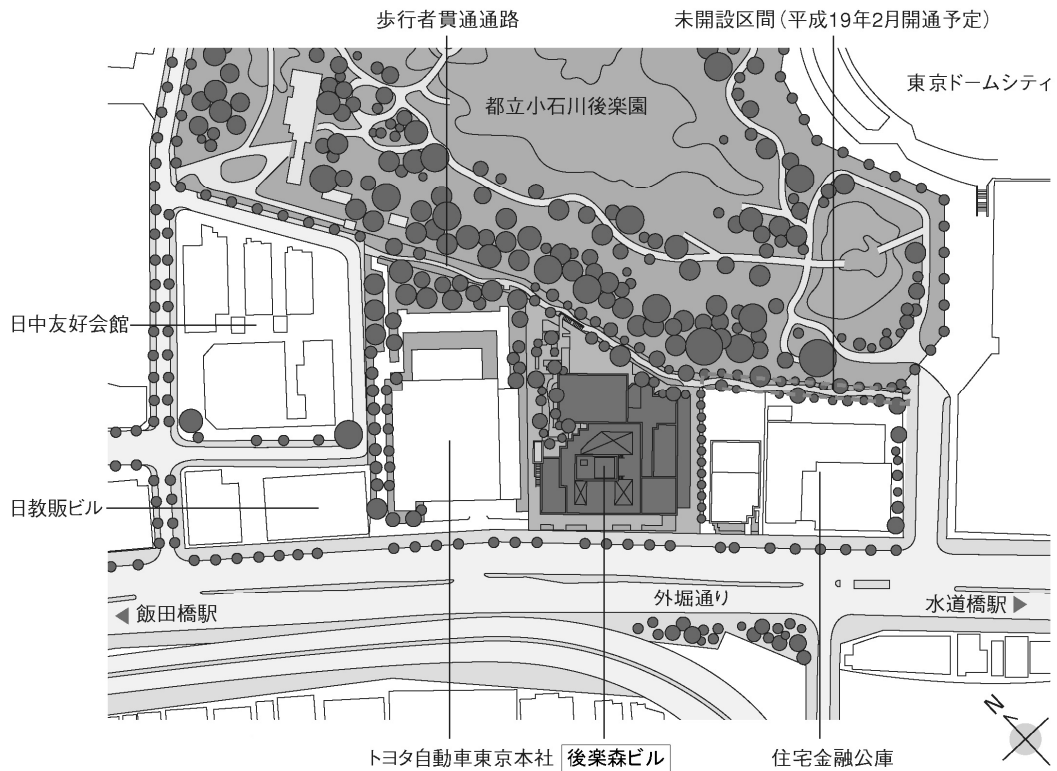 歩行者貫通通路
未開設区間(平成19年2月開通予定)
東京ドームシティ
都立小石川後楽園
日中友好会館
日教販ビル
外堀通り
◀ 飯田橋駅
水道橋駅 ▶
N
トヨタ自動車東京本社
後楽森ビル
住宅金融公庫